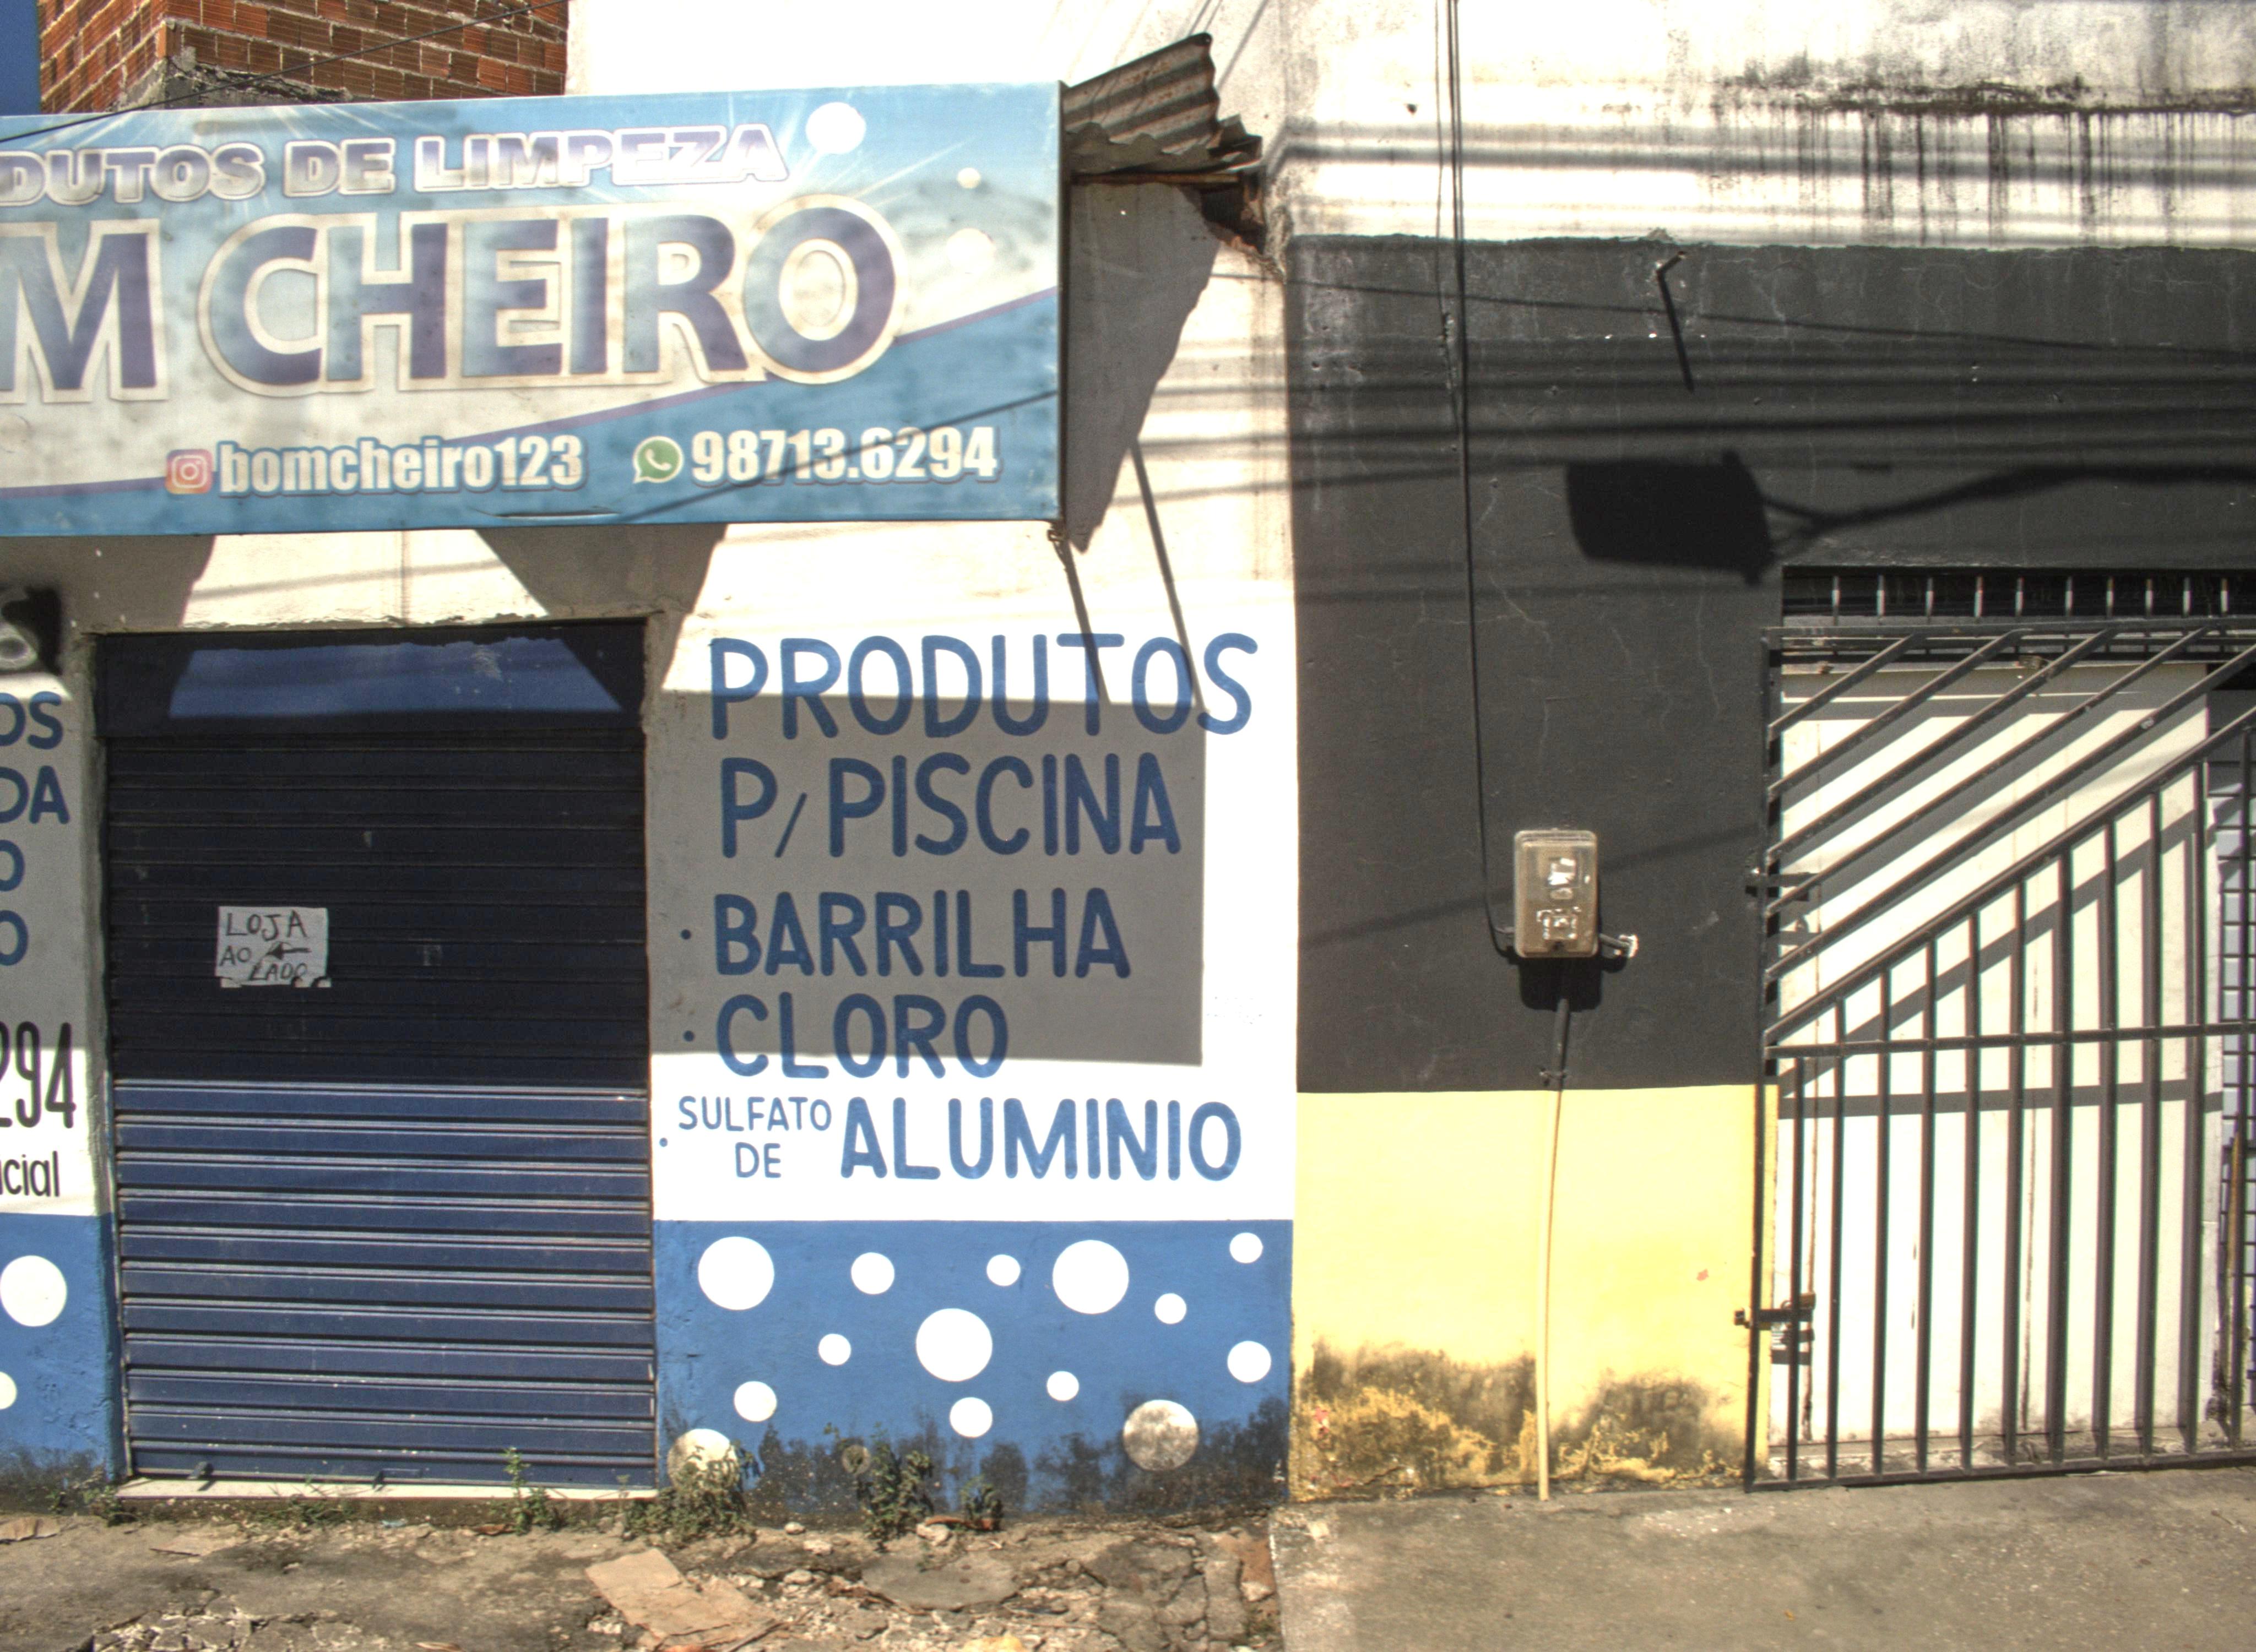 DUTOS DE LIMPEZA
M CHEIRO
bomcheiro123 98713.6294
OS
DA
O
O
294
cial
LOJA
AO
LADO
PRODUTOS
P/PISCINA
• BARRILHA
• CLORO
• SULFATO DE ALUMINIO